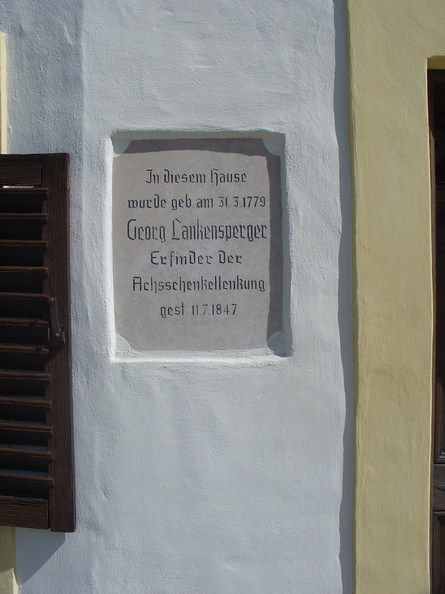 In diesem Hause
wurde geb. am 31.3.1779
Georg Lankensperger
Erfinder der
Achsschenkellenkung
gest. 11.7.1847